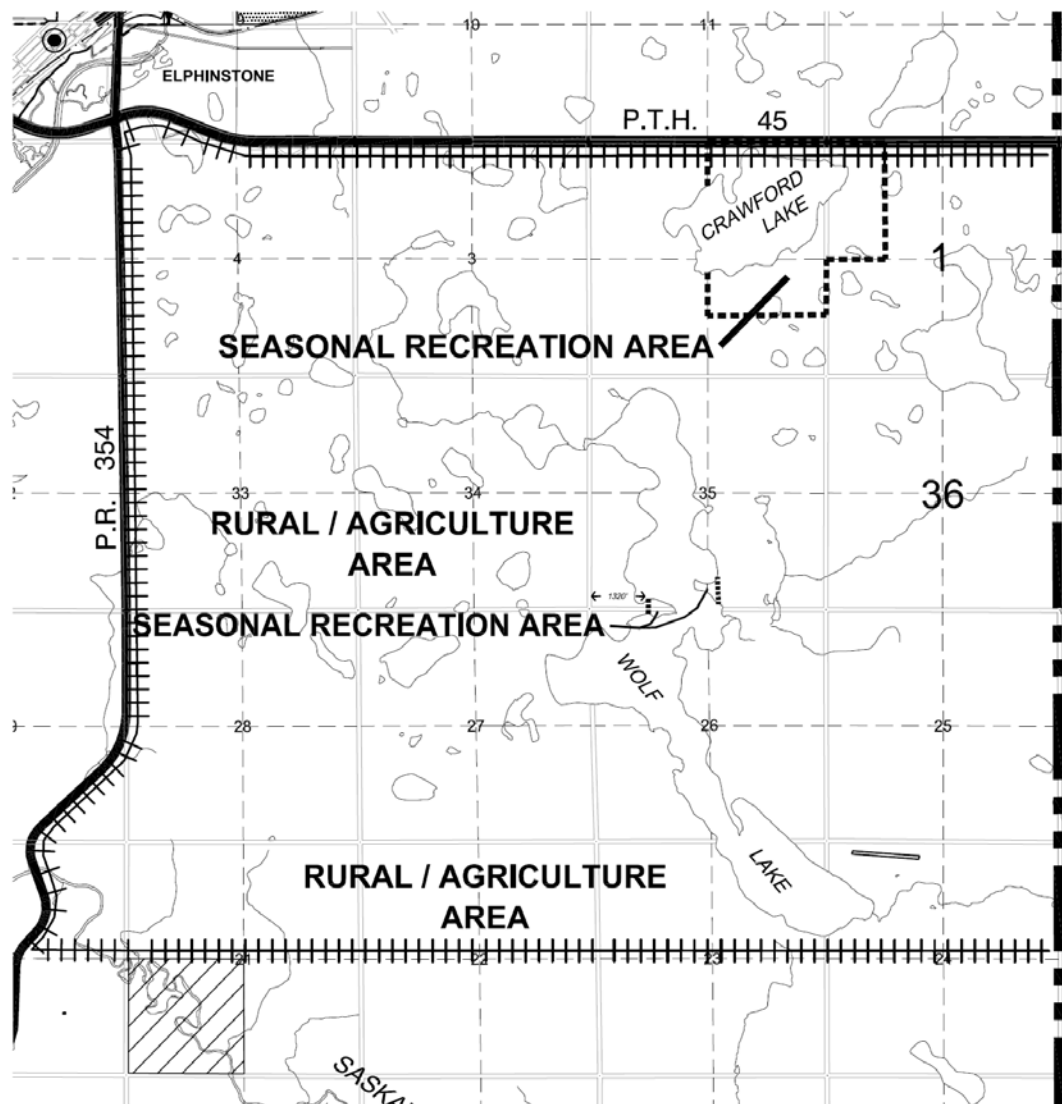 10
11
ELPHINSTONE
P.T.H. 45
CRAWFORD
LAKE
4
3
1
SEASONAL RECREATION AREA
P.R. 354
33
34
35
36
RURAL / AGRICULTURE
AREA
1320'
SEASONAL RECREATION AREA
WOLF
28
27
26
25
LAKE
RURAL / AGRICULTURE
AREA
21
22
23
24